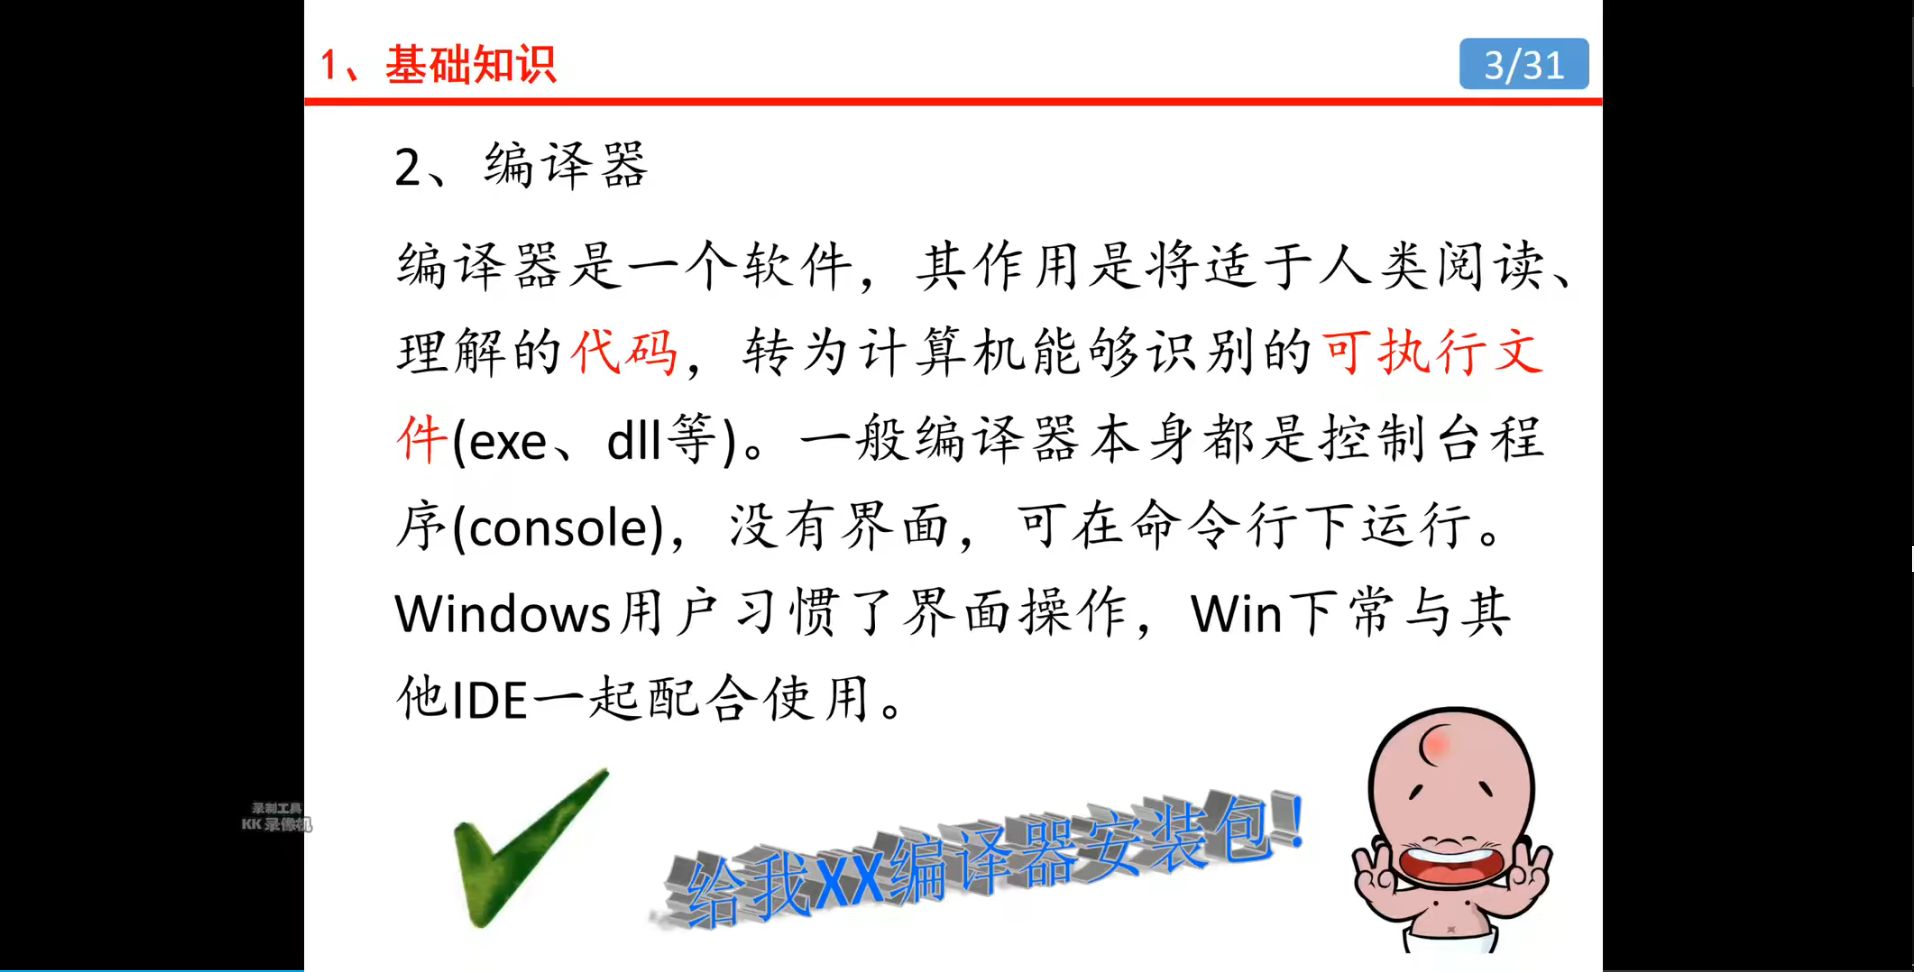 1、基础知识
3/31
2、编译器
编译器是一个软件，其作用是将适于人类阅读、
理解的代码，转为计算机能够识别的可执行文
件(exe、dll等)。一般编译器本身都是控制台程
序(console)，没有界面，可在命令行下运行。
Windows用户习惯了界面操作，Win下常与其
他IDE一起配合使用。
给我XX编译器安装包！
录制工具
KK 录像机